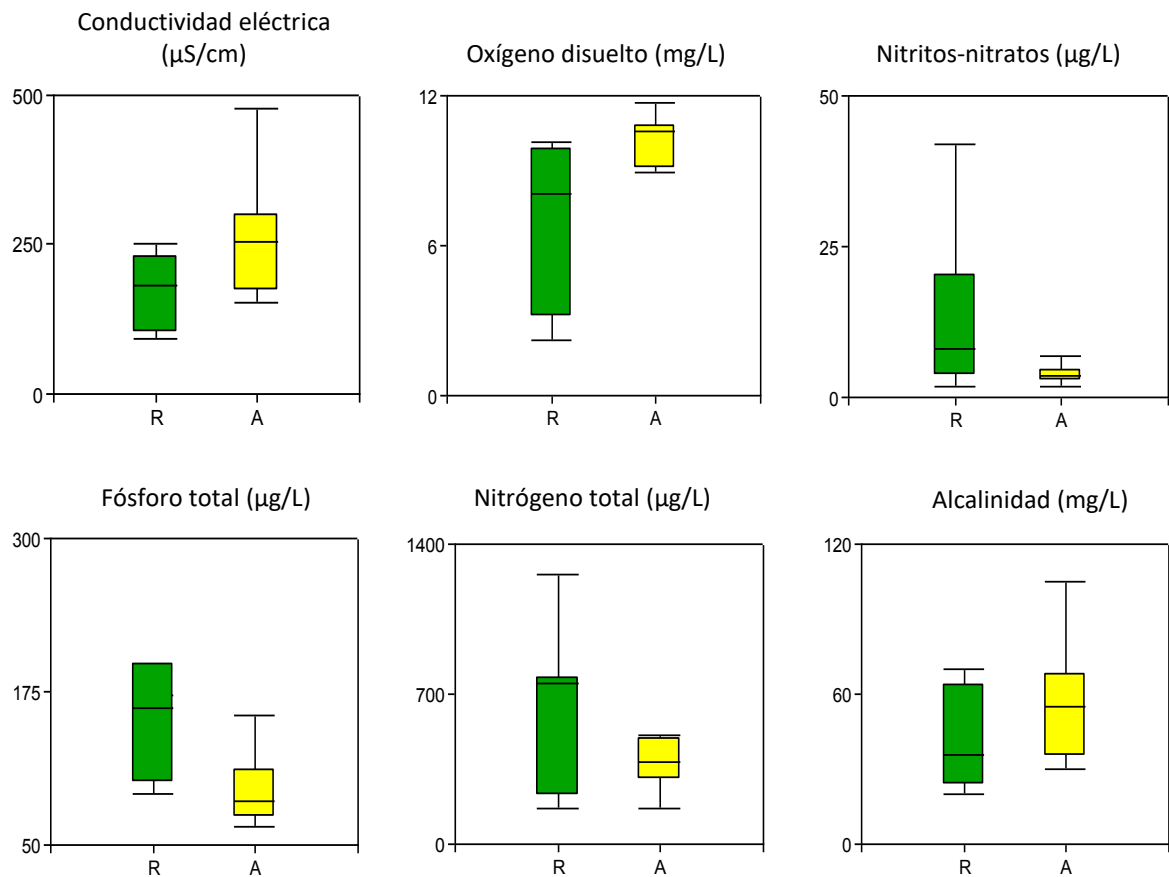 Conductividad eléctrica
(µS/cm)
Oxígeno disuelto (mg/L)
Nitritos-nitratos (µg/L)
500
250
0
R
A
12
6
0
R
A
50
25
0
R
A
Fósforo total (µg/L)
Nitrógeno total (µg/L)
Alcalinidad (mg/L)
300
175
50
R
A
1400
700
0
R
A
120
60
0
R
A